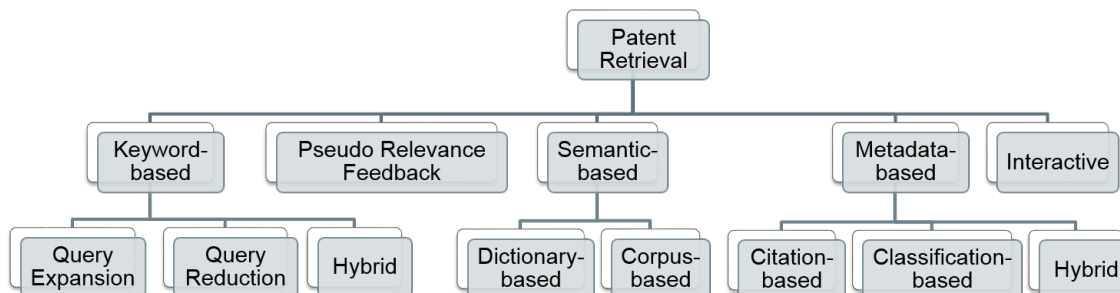 Patent
Retrieval
Keyword-
based
Pseudo Relevance
Feedback
Semantic-
based
Metadata-
based
Interactive
Query
Expansion
Query
Reduction
Hybrid
Dictionary-
based
Corpus-
based
Citation-
based
Classification-
based
Hybrid